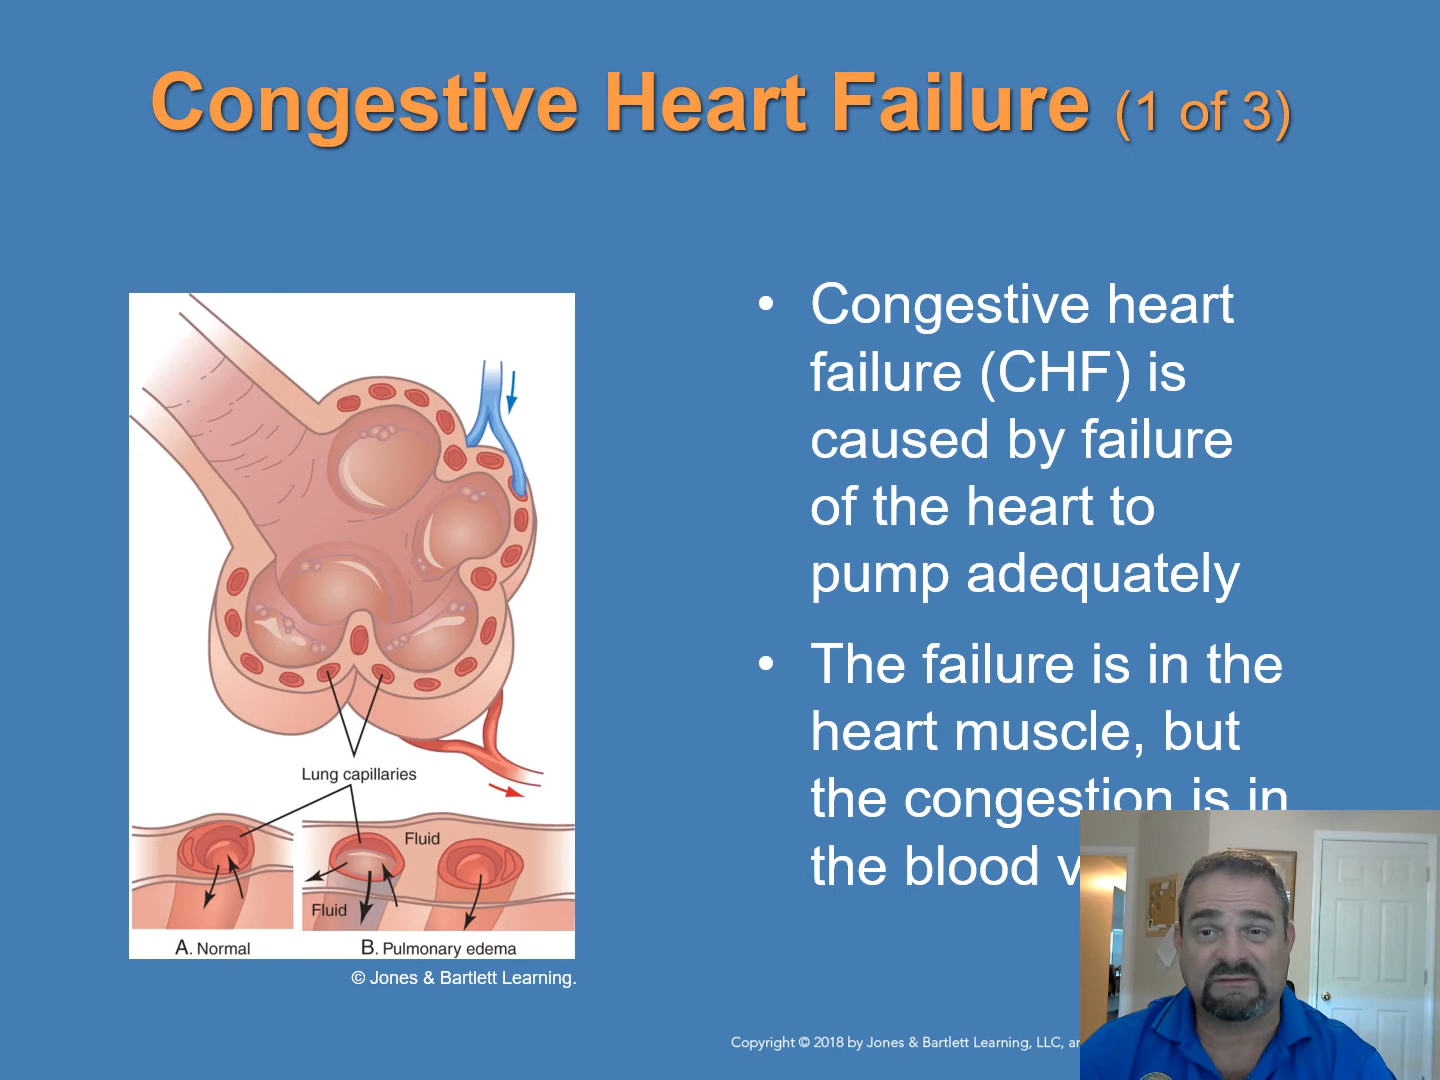 Congestive Heart Failure (1 of 3)
• Congestive heart
failure (CHF) is
caused by failure
of the heart to
pump adequately
• The failure is in the
heart muscle, but
the congestion is in
the blood
Lung capillaries
Fluid
Fluid
A. Normal
B. Pulmonary edema
© Jones & Bartlett Learning.
Copyright © 2018 by Jones & Bartlett Learning, LLC,